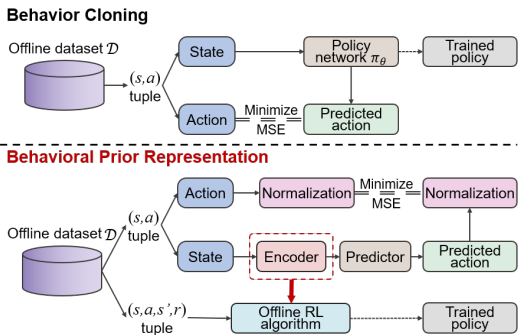 Behavior Cloning
Offline dataset 𝒟
(s,a)
tuple
State
Policy
network πθ
Trained
policy
Action
Minimize
MSE
Predicted
action
Behavioral Prior Representation
Offline dataset 𝒟
(s,a)
tuple
Action
Normalization
Minimize
MSE
Normalization
State
Encoder
Predictor
Predicted
action
(s,a,s',r)
tuple
Offline RL
algorithm
Trained
policy